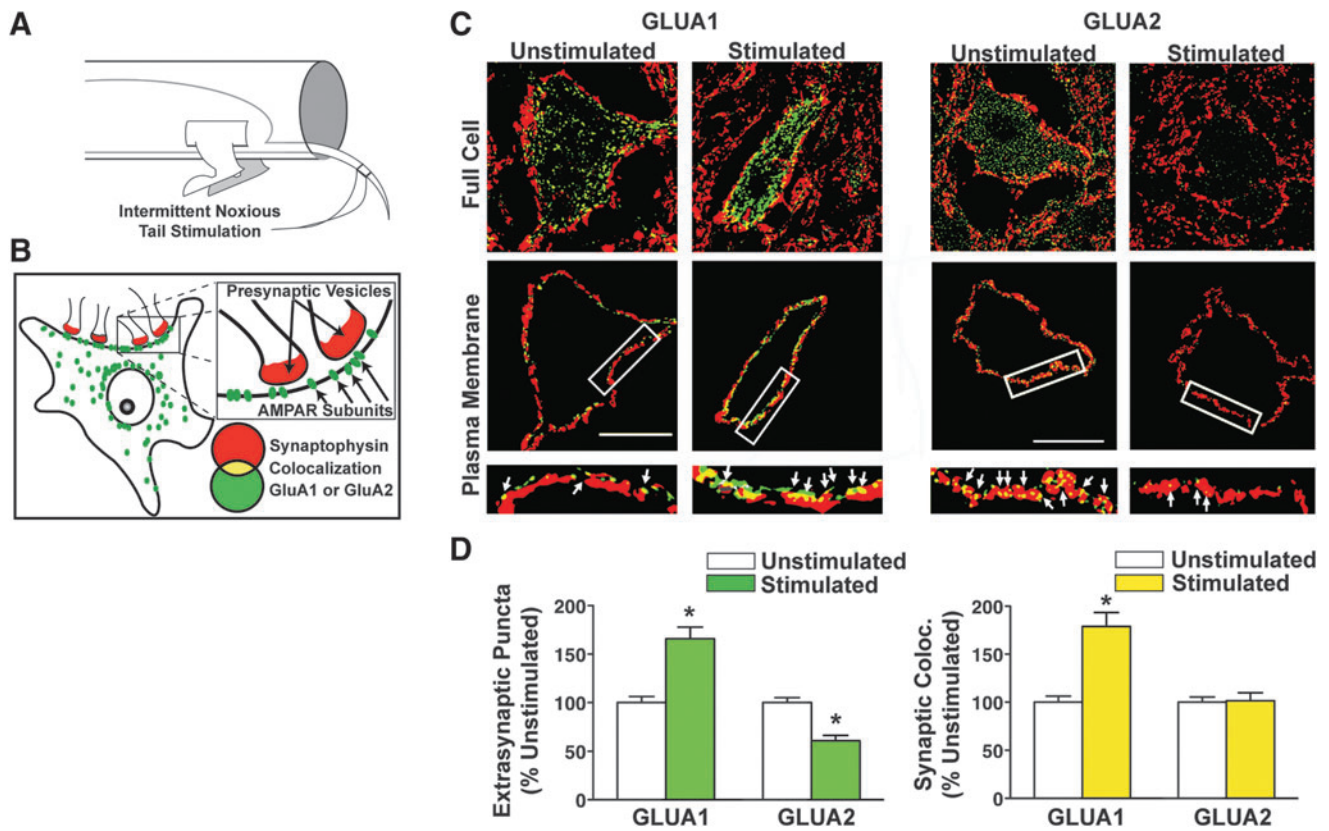 A
Intermittent Noxious
Tail Stimulation
B
Presynaptic Vesicles
AMPAR Subunits
Synaptophysin
Colocalization
GluA1 or GluA2
C
GLUA1
GLUA2
Unstimulated
Stimulated
Unstimulated
Stimulated
Full Cell
Plasma Membrane
D
Unstimulated
Stimulated
Extrasynaptic Puncta
(% Unstimulated)
200
150
100
50
0
*
*
GLUA1
GLUA2
Unstimulated
Stimulated
Synaptic Coloc.
(% Unstimulated)
200
150
100
50
0
*
GLUA1
GLUA2